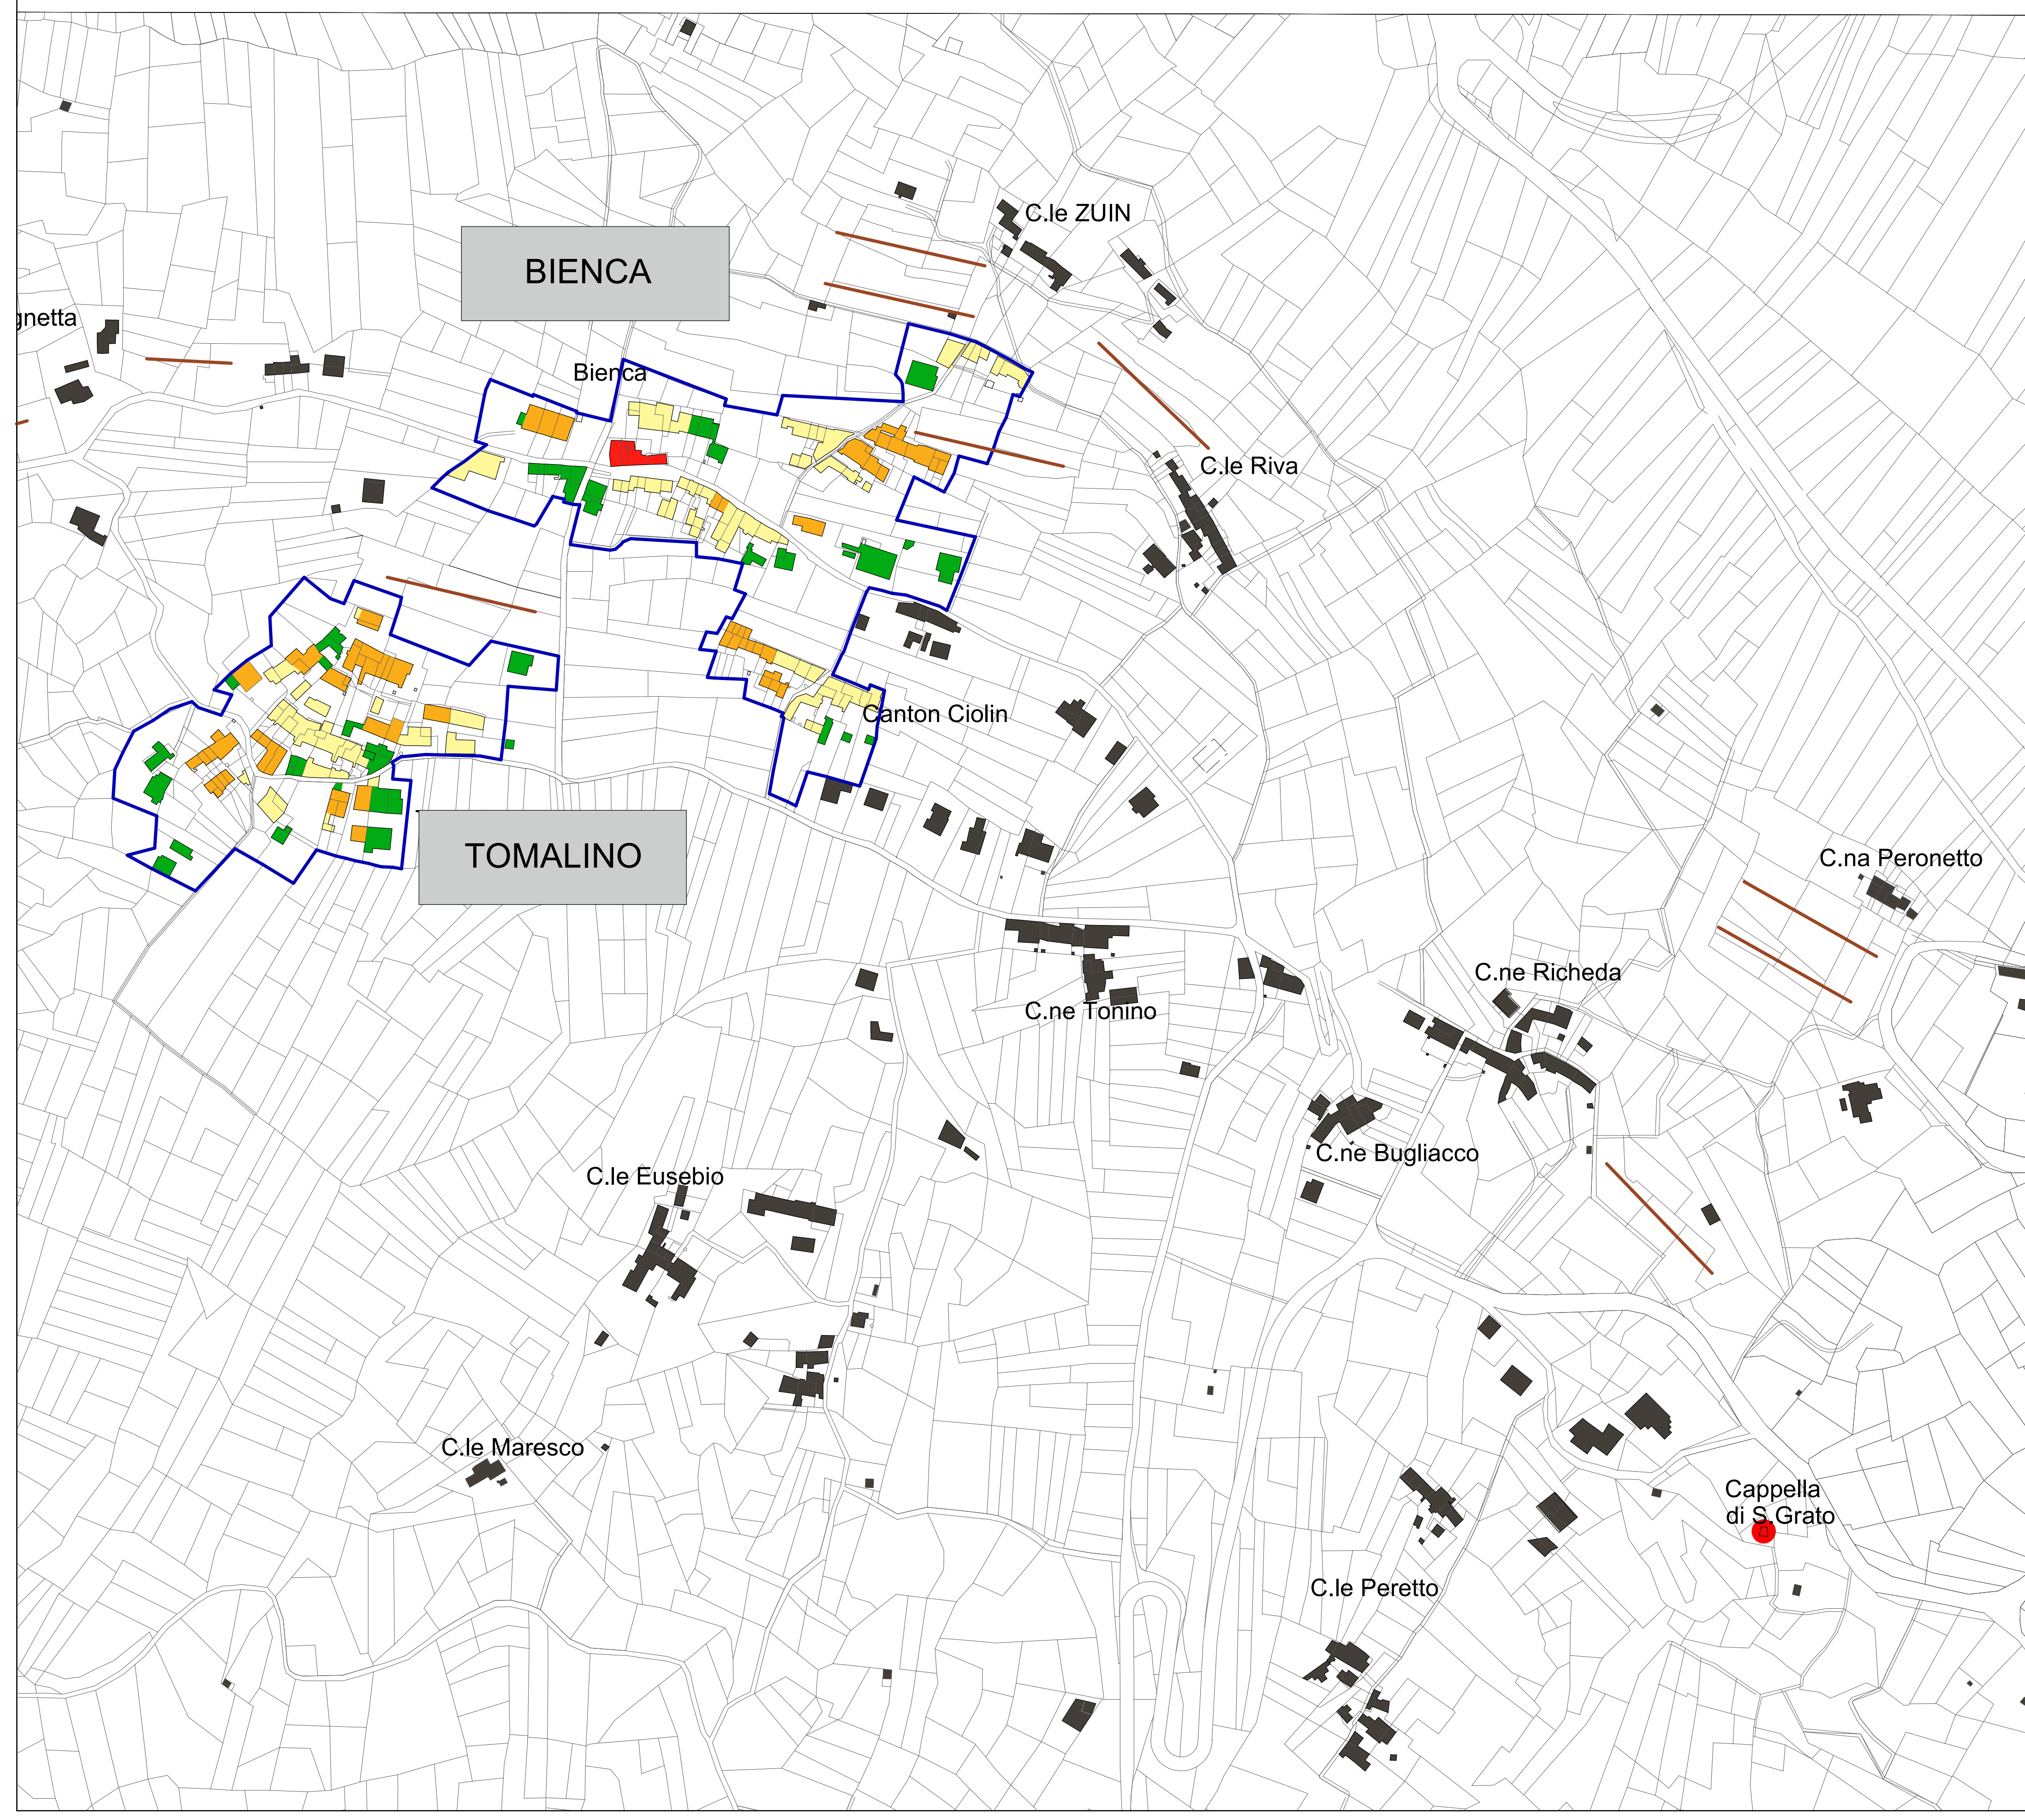 C.le ZUIN
BIENCA
gnetta
Bienca
C.le Riva
Canton Ciolin
TOMALINO
C.na Peronetto
C.ne Richeda
C.ne Tonino
C.ne Bugliacco
C.le Eusebio
C.le Maresco
Cappella
di S.Grato
C.le Peretto